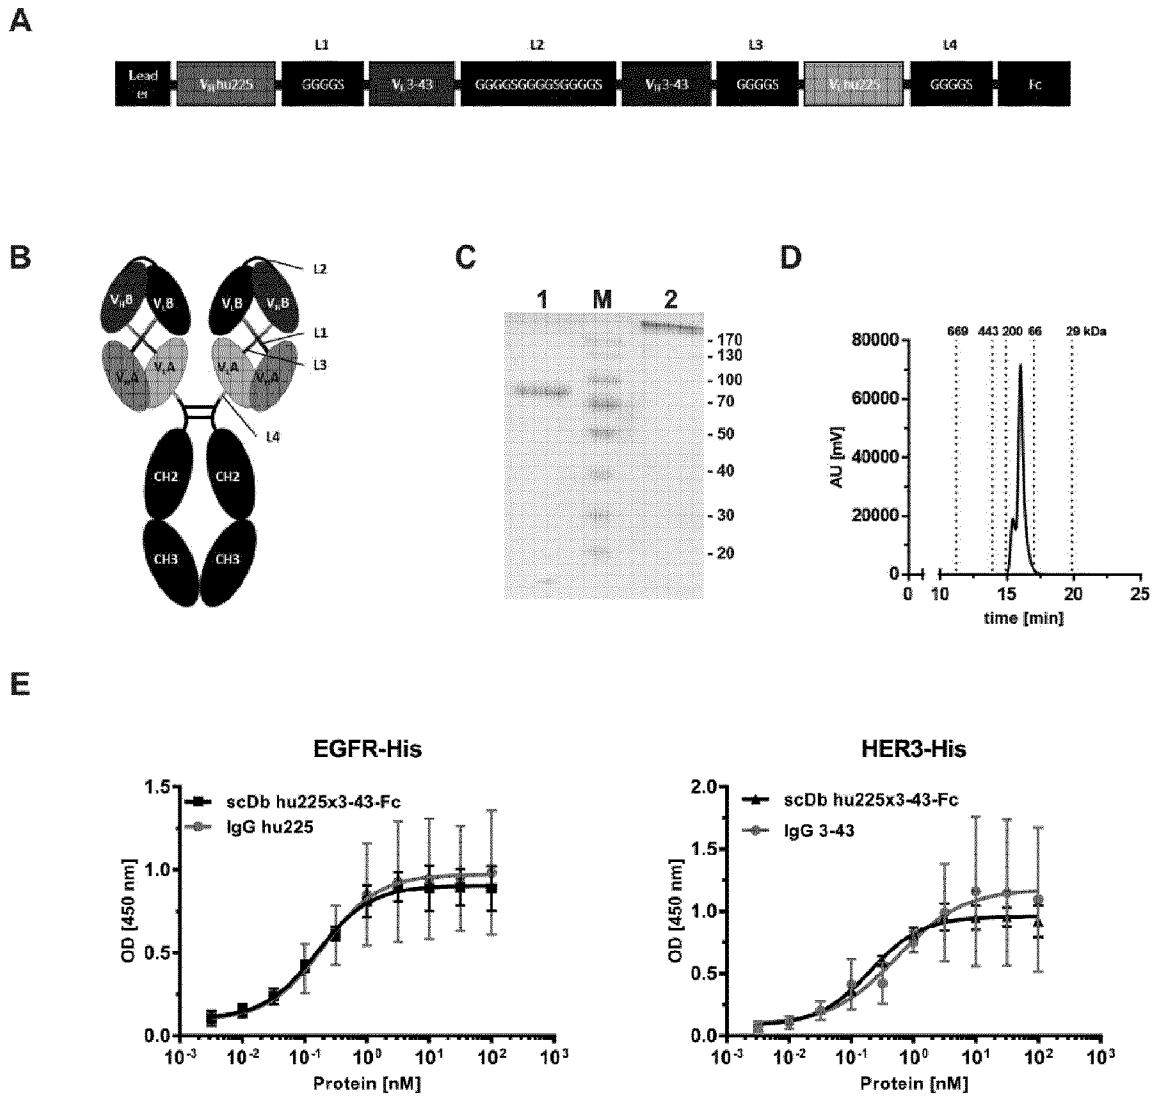 A
L1 L2 L3 L4
Lead
er
VH hu225 GGGGS VL 3-43 GGGGSGGGGSGGGGS VH 3-43 GGGGS VL hu225 GGGGS Fc
B
VHB VLB VLB VHB
L2
L1
L3
VHA VLA VLA VHA
L4
CH2 CH2
CH3 CH3
C
1 M 2
- 170
- 130
- 100
- 70
- 50
- 40
- 30
- 20
D
669 443 200 66 29 kDa
80000
60000
40000
20000
0
AU [mV]
0 10 15 20 25
time [min]
E
EGFR-His
scDb hu225x3-43-Fc
IgG hu225
1.5
1.0
0.5
0.0
OD [450 nm]
10-3 10-2 10-1 100 101 102 103
Protein [nM]
HER3-His
scDb hu225x3-43-Fc
IgG 3-43
2.0
1.5
1.0
0.5
0.0
OD [450 nm]
10-3 10-2 10-1 100 101 102 103
Protein [nM]